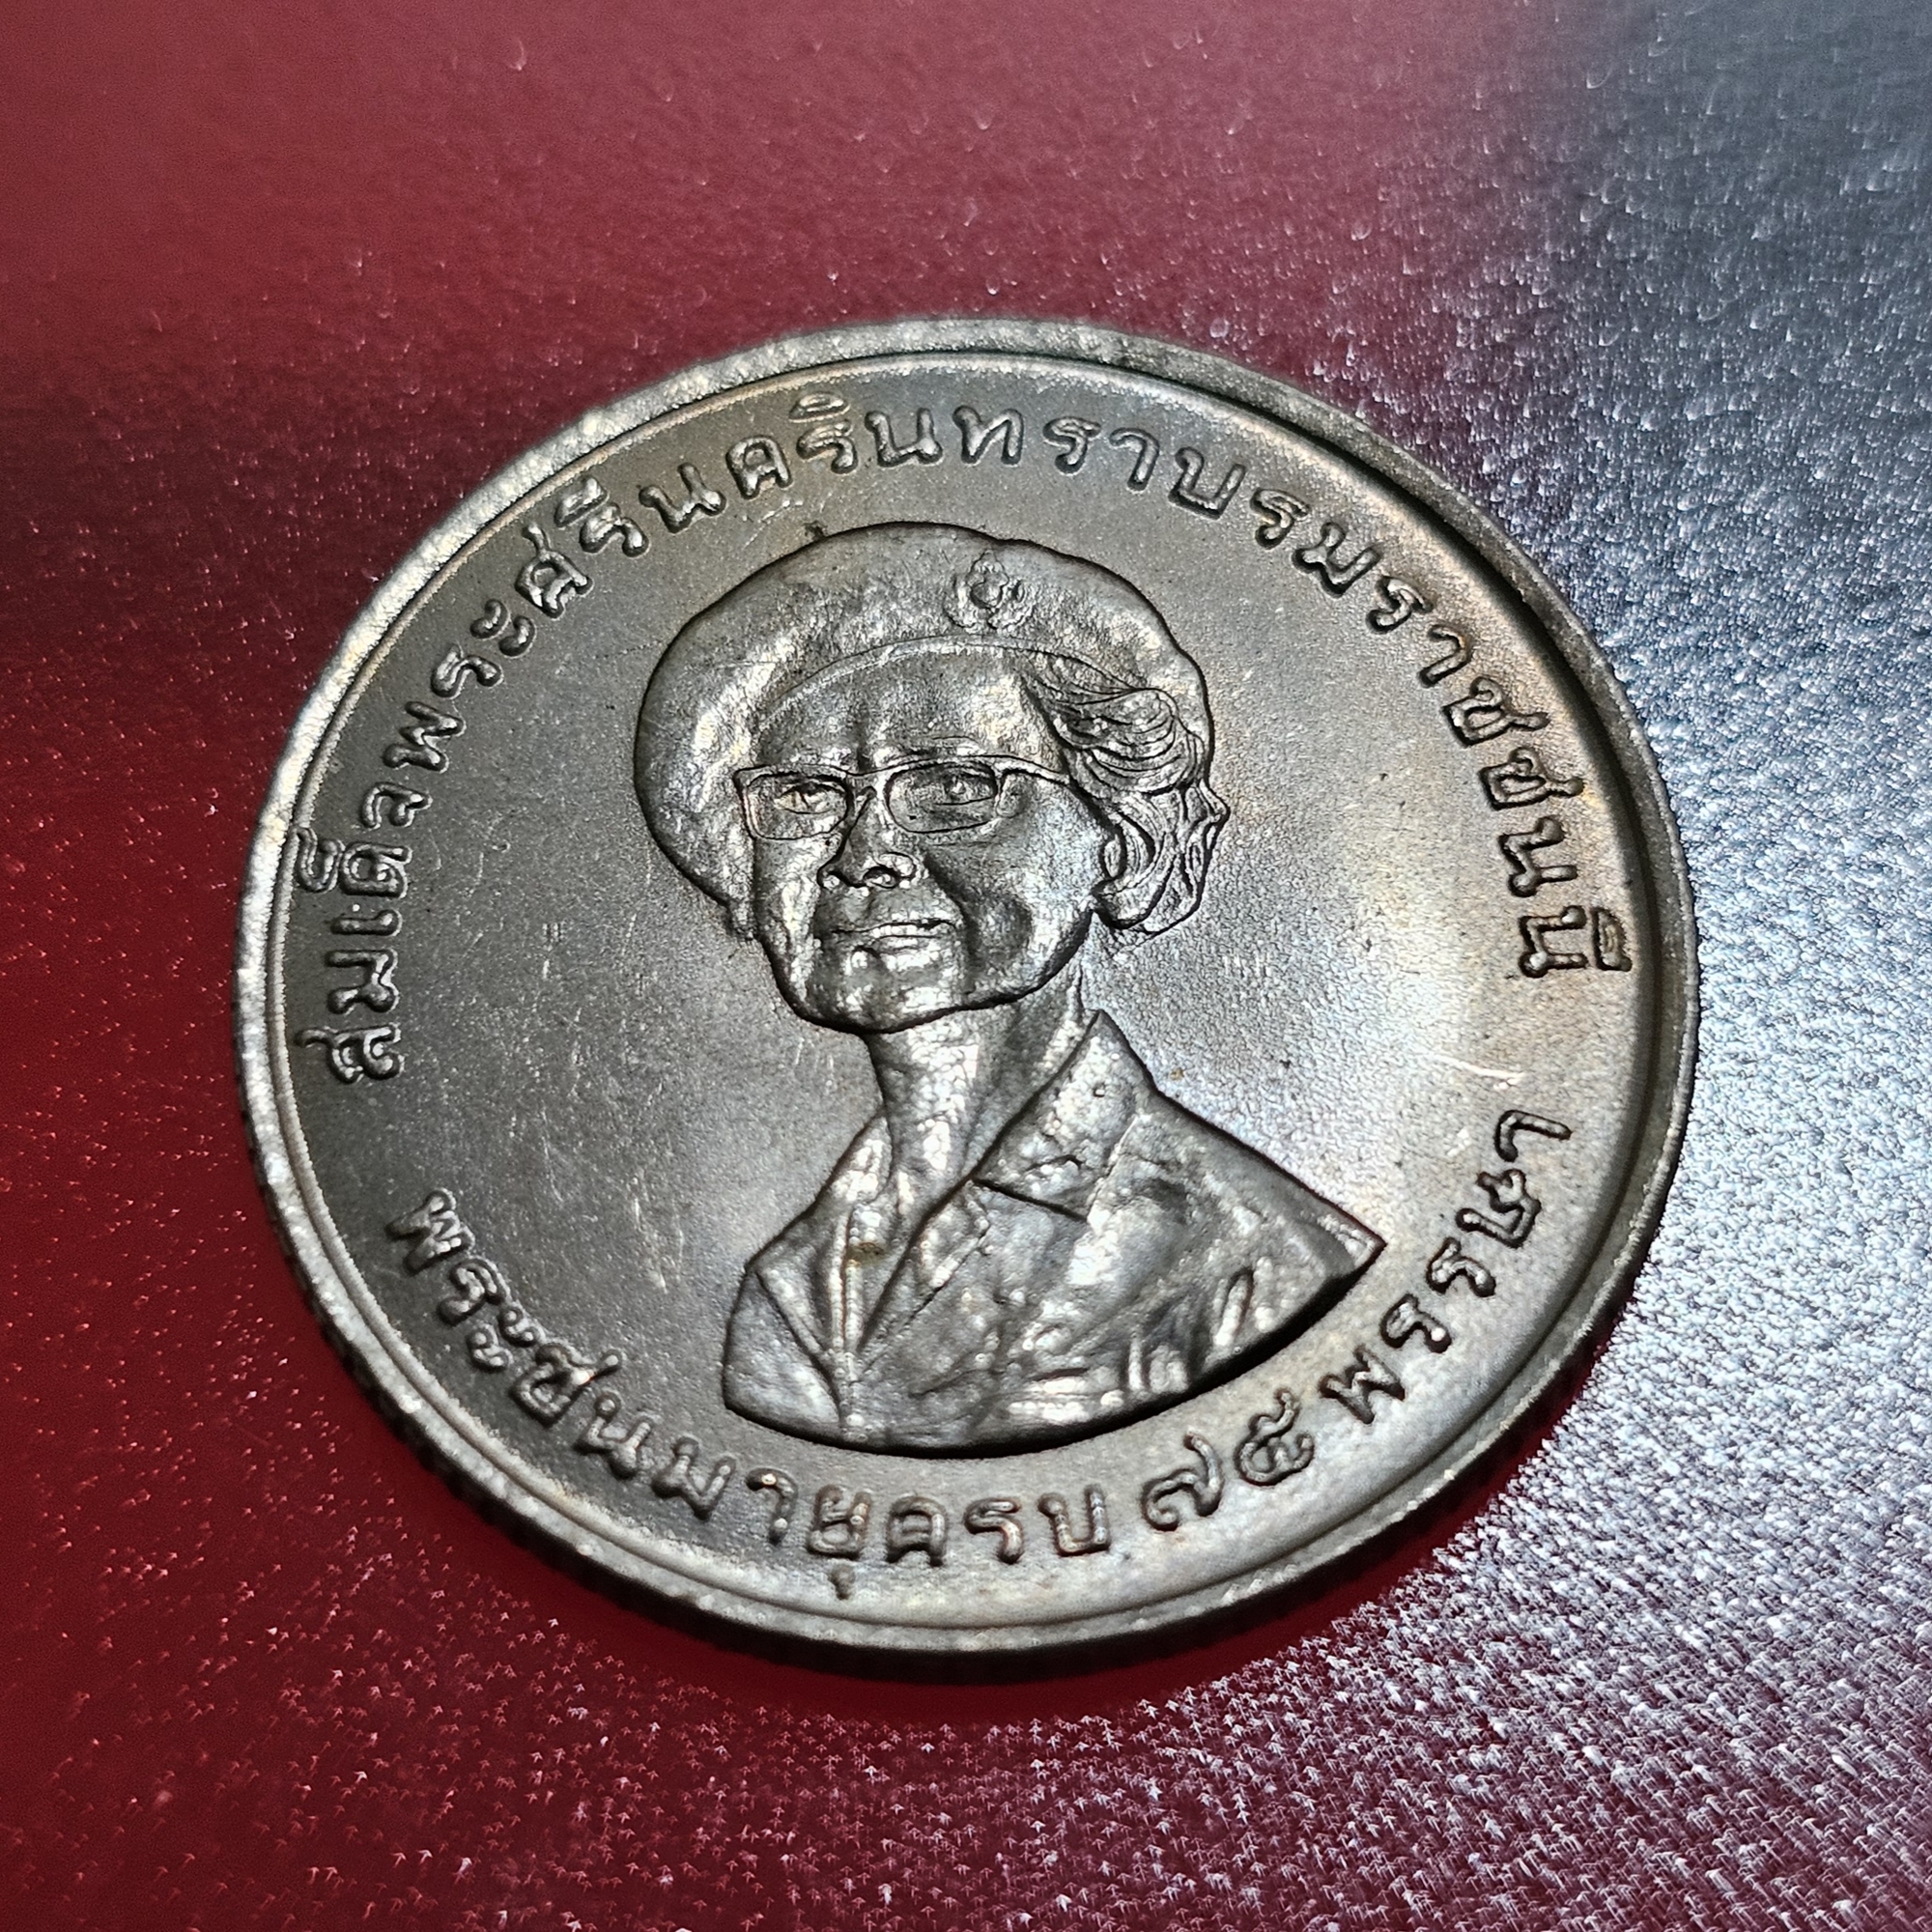 สมเด็จพระศรีนครินทราบรมราชชนนี
พระชนมายุครบ ๗๕ พรรษา